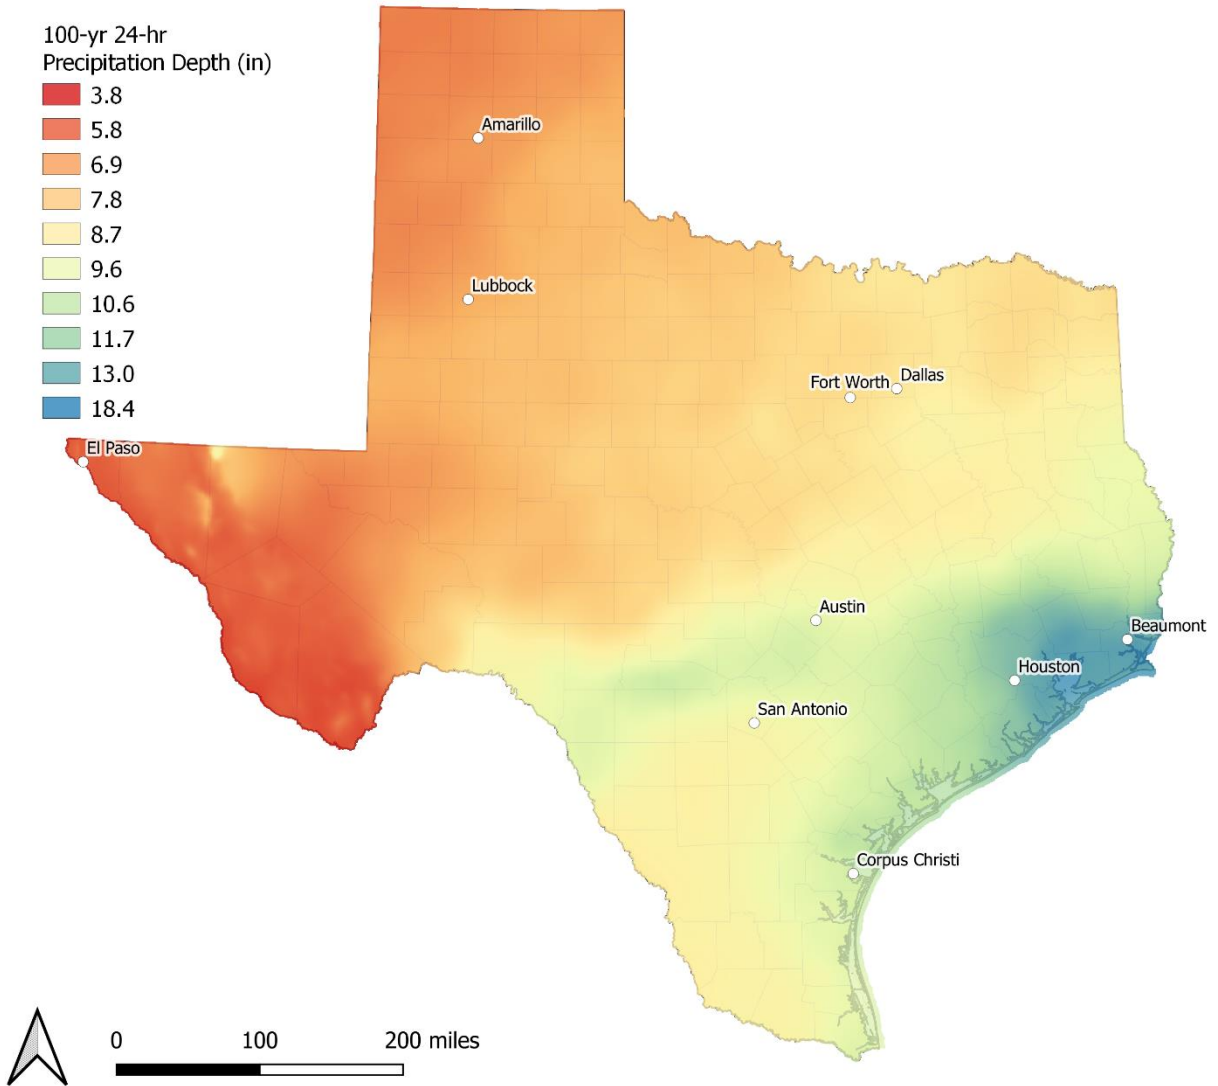 100-yr 24-hr
Precipitation Depth (in)
3.8
5.8
6.9
7.8
8.7
9.6
10.6
11.7
13.0
18.4
Amarillo
Lubbock
Fort Worth
Dallas
El Paso
Austin
Beaumont
Houston
San Antonio
Corpus Christi
0 100 200 miles